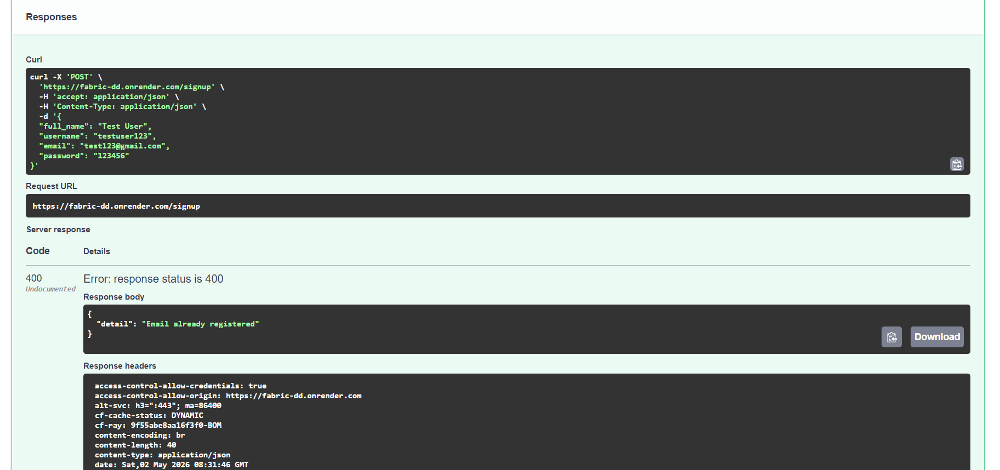 Responses
Curl
curl -X 'POST' \
  'https://fabric-dd.onrender.com/signup' \
  -H 'accept: application/json' \
  -H 'Content-Type: application/json' \
  -d '{
  "full_name": "Test User",
  "username": "testuser123",
  "email": "test123@gmail.com",
  "password": "123456"
}'
Request URL
https://fabric-dd.onrender.com/signup
Server response
Code Details
400 Error: response status is 400
Undocumented
Response body
{
  "detail": "Email already registered"
}
Download
Response headers
access-control-allow-credentials: true
access-control-allow-origin: https://fabric-dd.onrender.com
alt-svc: h3=":443"; ma=86400
cf-cache-status: DYNAMIC
cf-ray: 9f55abe8aa16f3f0-BOM
content-encoding: br
content-length: 40
content-type: application/json
date: Sat,02 May 2026 08:31:46 GMT